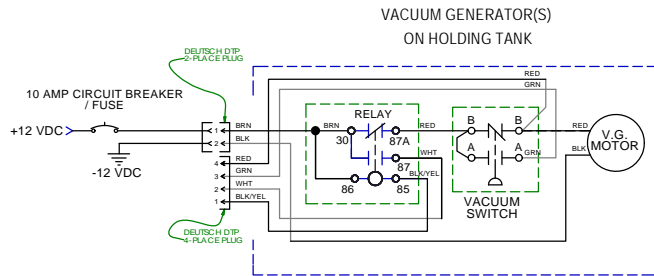 VACUUM GENERATOR(S)
ON HOLDING TANK
DEUTSCH DTP
2-PLACE PLUG
10 AMP CIRCUIT BREAKER
/ FUSE
+12 VDC
-12 VDC
1
2
BRN
BLK
4
3
2
1
RED
GRN
WHT
BLK/YEL
DEUTSCH DTP
4-PLACE PLUG
RELAY
BRN
30
87A
87
86
85
RED
WHT
BLK/YEL
RED
GRN
B
B
A
A
GRN
VACUUM
SWITCH
RED
BLK
V.G.
MOTOR